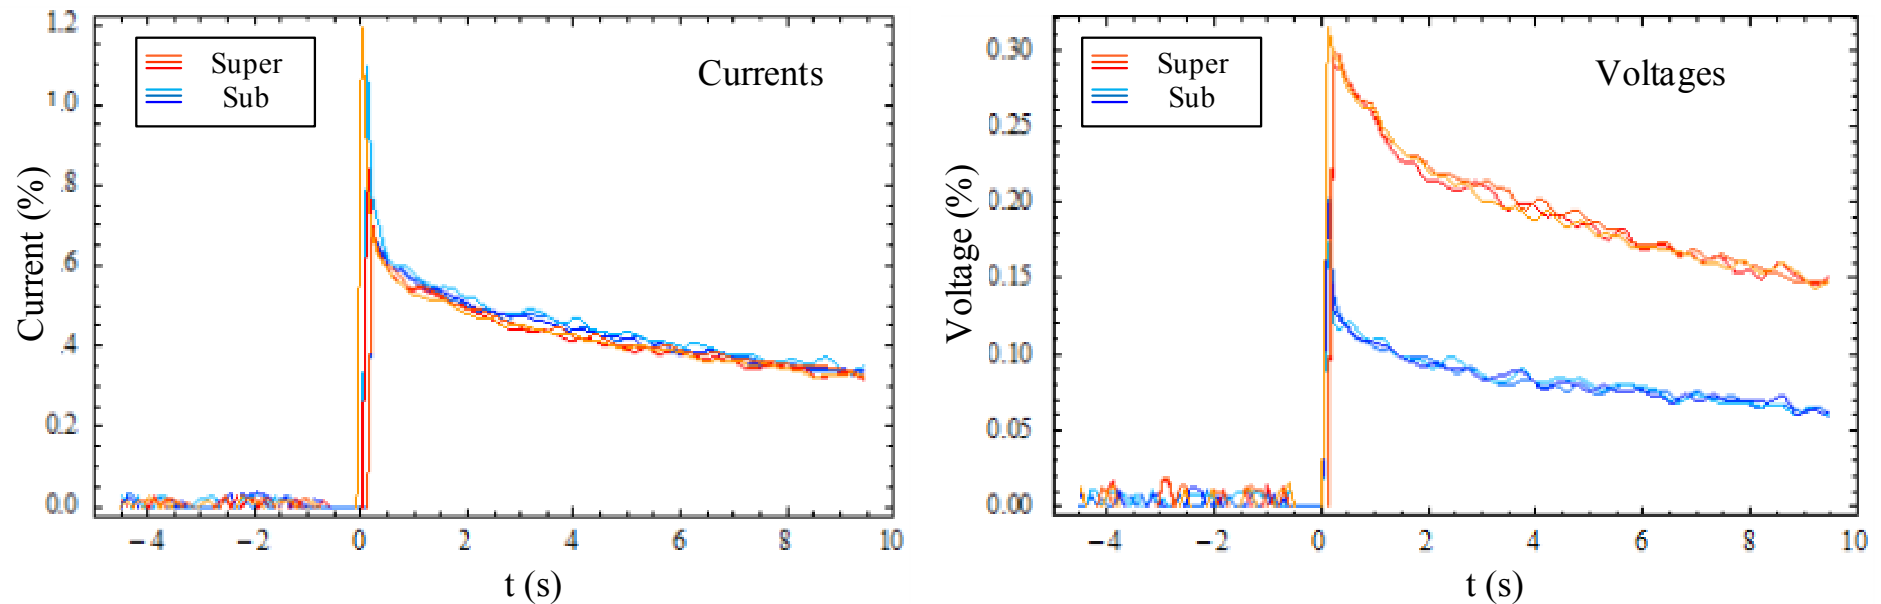 1.2
1.0
.8
.6
.4
0.2
0.0
Current (%)
Super
Sub
Currents
−4 −2 0 2 4 6 8 10
t (s)
0.30
0.25
0.20
0.15
0.10
0.05
0.00
Voltage (%)
Super
Sub
Voltages
−4 −2 0 2 4 6 8 10
t (s)